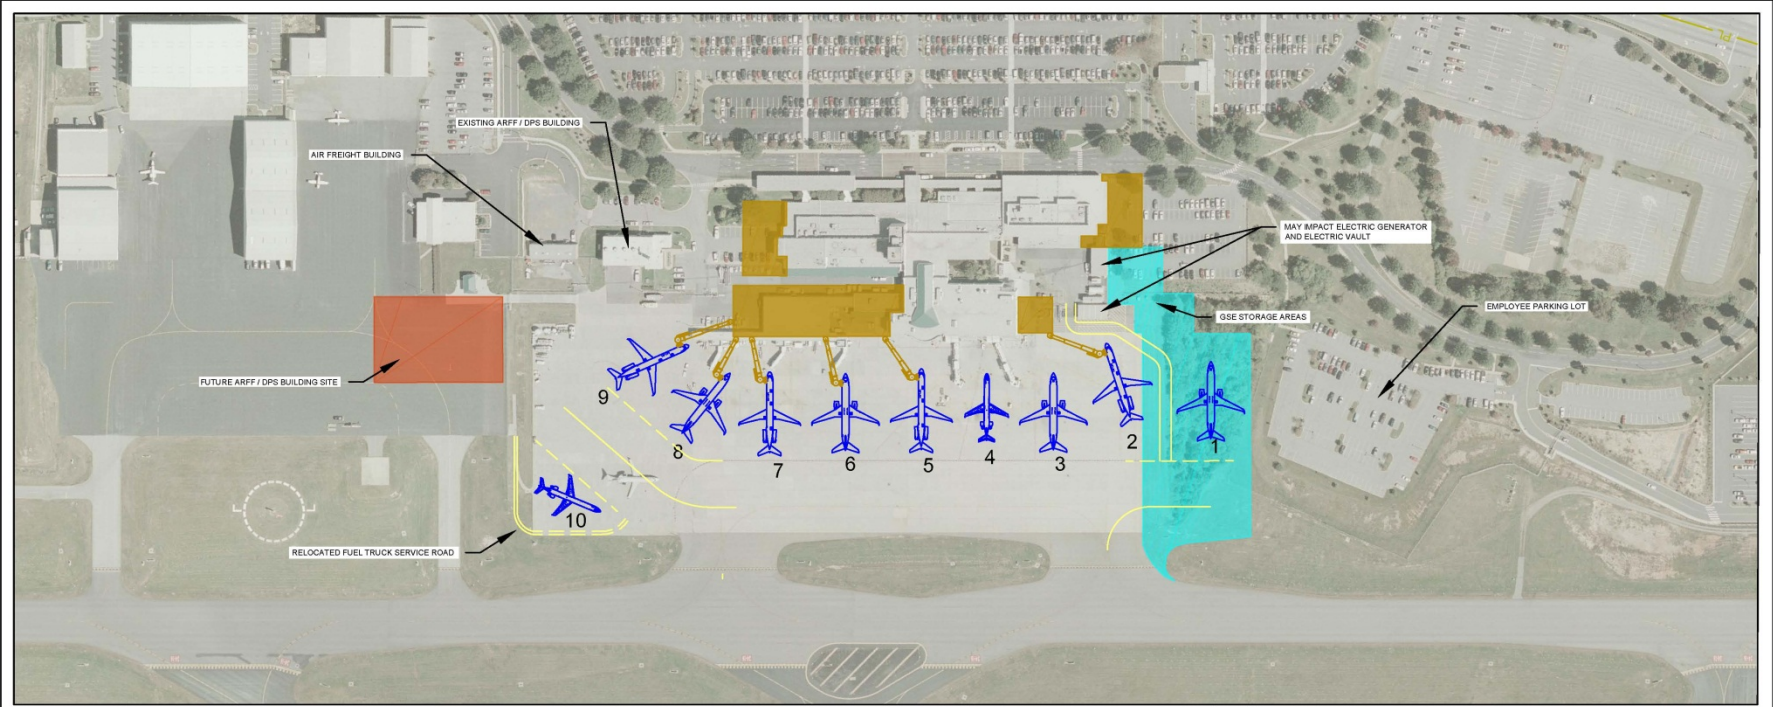 PL
EXISTING ARFF / DPS BUILDING
AIR FREIGHT BUILDING
MAY IMPACT ELECTRIC GENERATOR
AND ELECTRIC VAULT
EMPLOYEE PARKING LOT
GSE STORAGE AREAS
FUTURE ARFF / DPS BUILDING SITE
9
8
7
6
5
4
3
2
1
10
RELOCATED FUEL TRUCK SERVICE ROAD